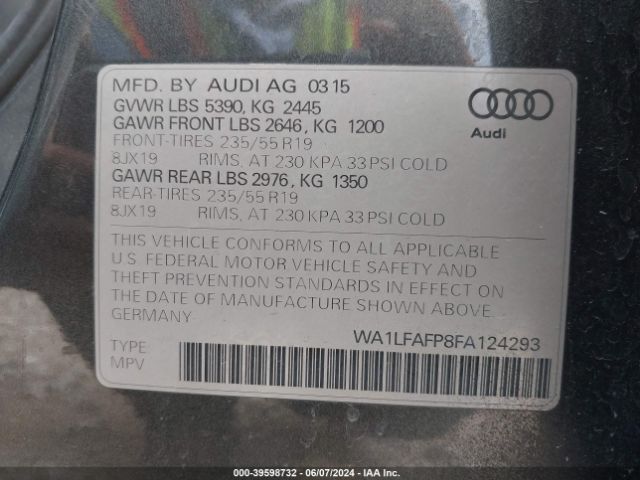 MFD. BY AUDI AG 03 15
GVWR LBS 5390, KG 2445
GAWR FRONT LBS 2646, KG 1200
FRONT-TIRES 235/55 R19
8JX19 RIMS, AT 230 KPA 33 PSI COLD
GAWR REAR LBS 2976, KG 1350
REAR-TIRES 235/55 R19
8JX19 RIMS, AT 230 KPA 33 PSI COLD
Audi
THIS VEHICLE CONFORMS TO ALL APPLICABLE
U.S. FEDERAL MOTOR VEHICLE SAFETY AND
THEFT PREVENTION STANDARDS IN EFFECT ON
THE DATE OF MANUFACTURE SHOWN ABOVE.
GERMANY
WA1LFAFP8FA124293
TYPE
MPV
000-39598732 - 06/07/2024 - IAA Inc.